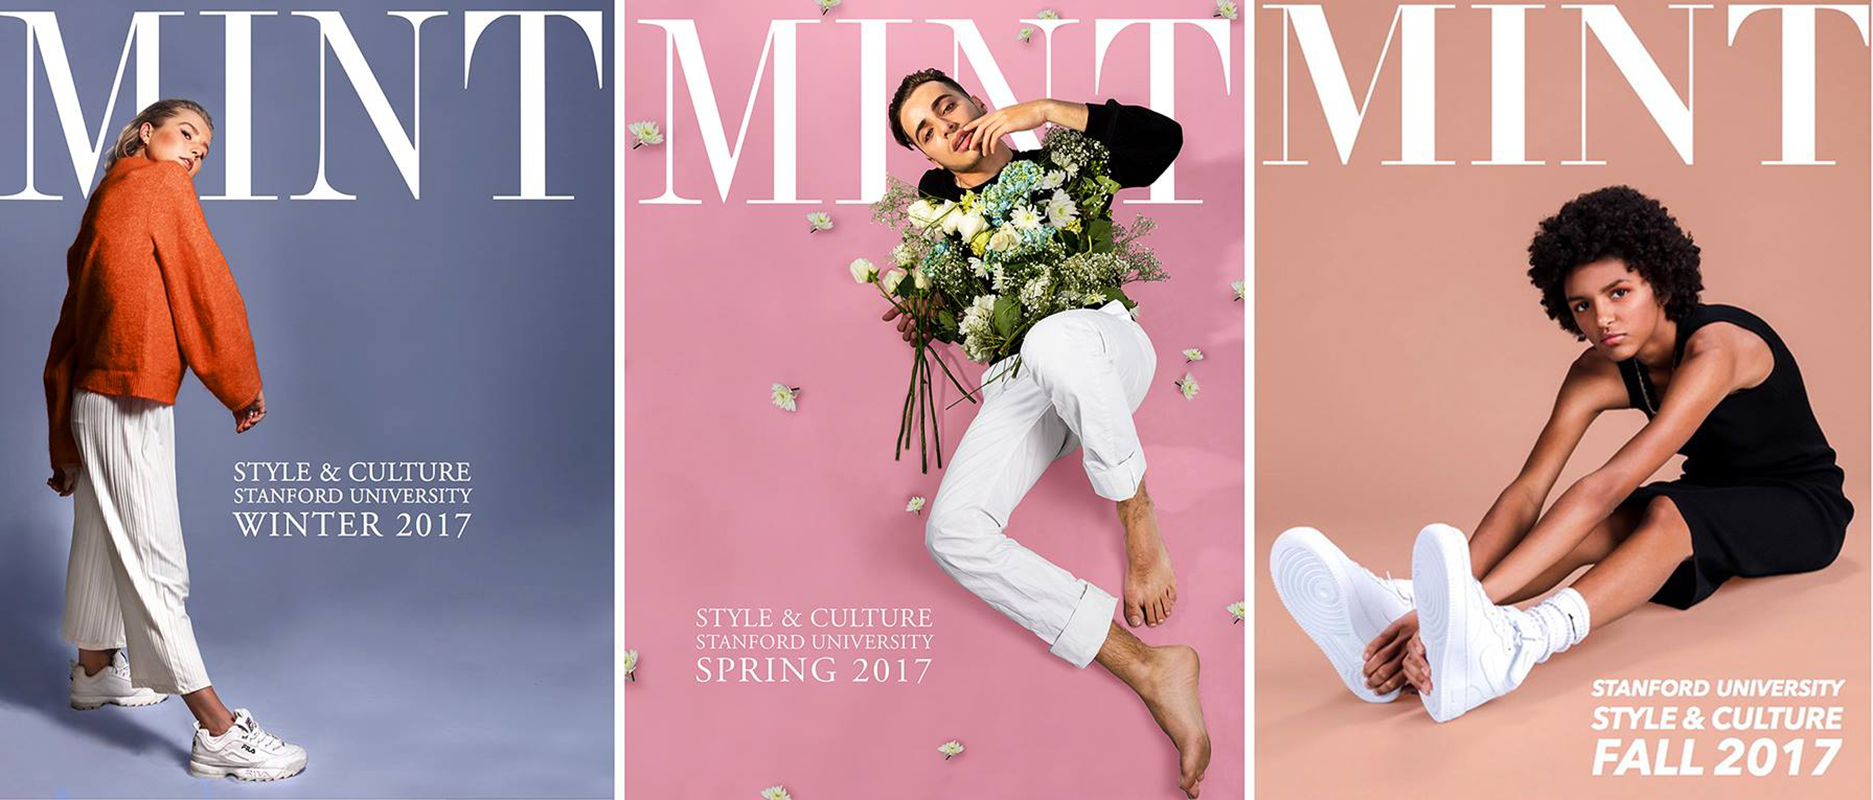 MINT
STYLE & CULTURE
STANFORD UNIVERSITY
WINTER 2017
FILA
MINT
STYLE & CULTURE
STANFORD UNIVERSITY
SPRING 2017
MINT
STANFORD UNIVERSITY
STYLE & CULTURE
FALL 2017